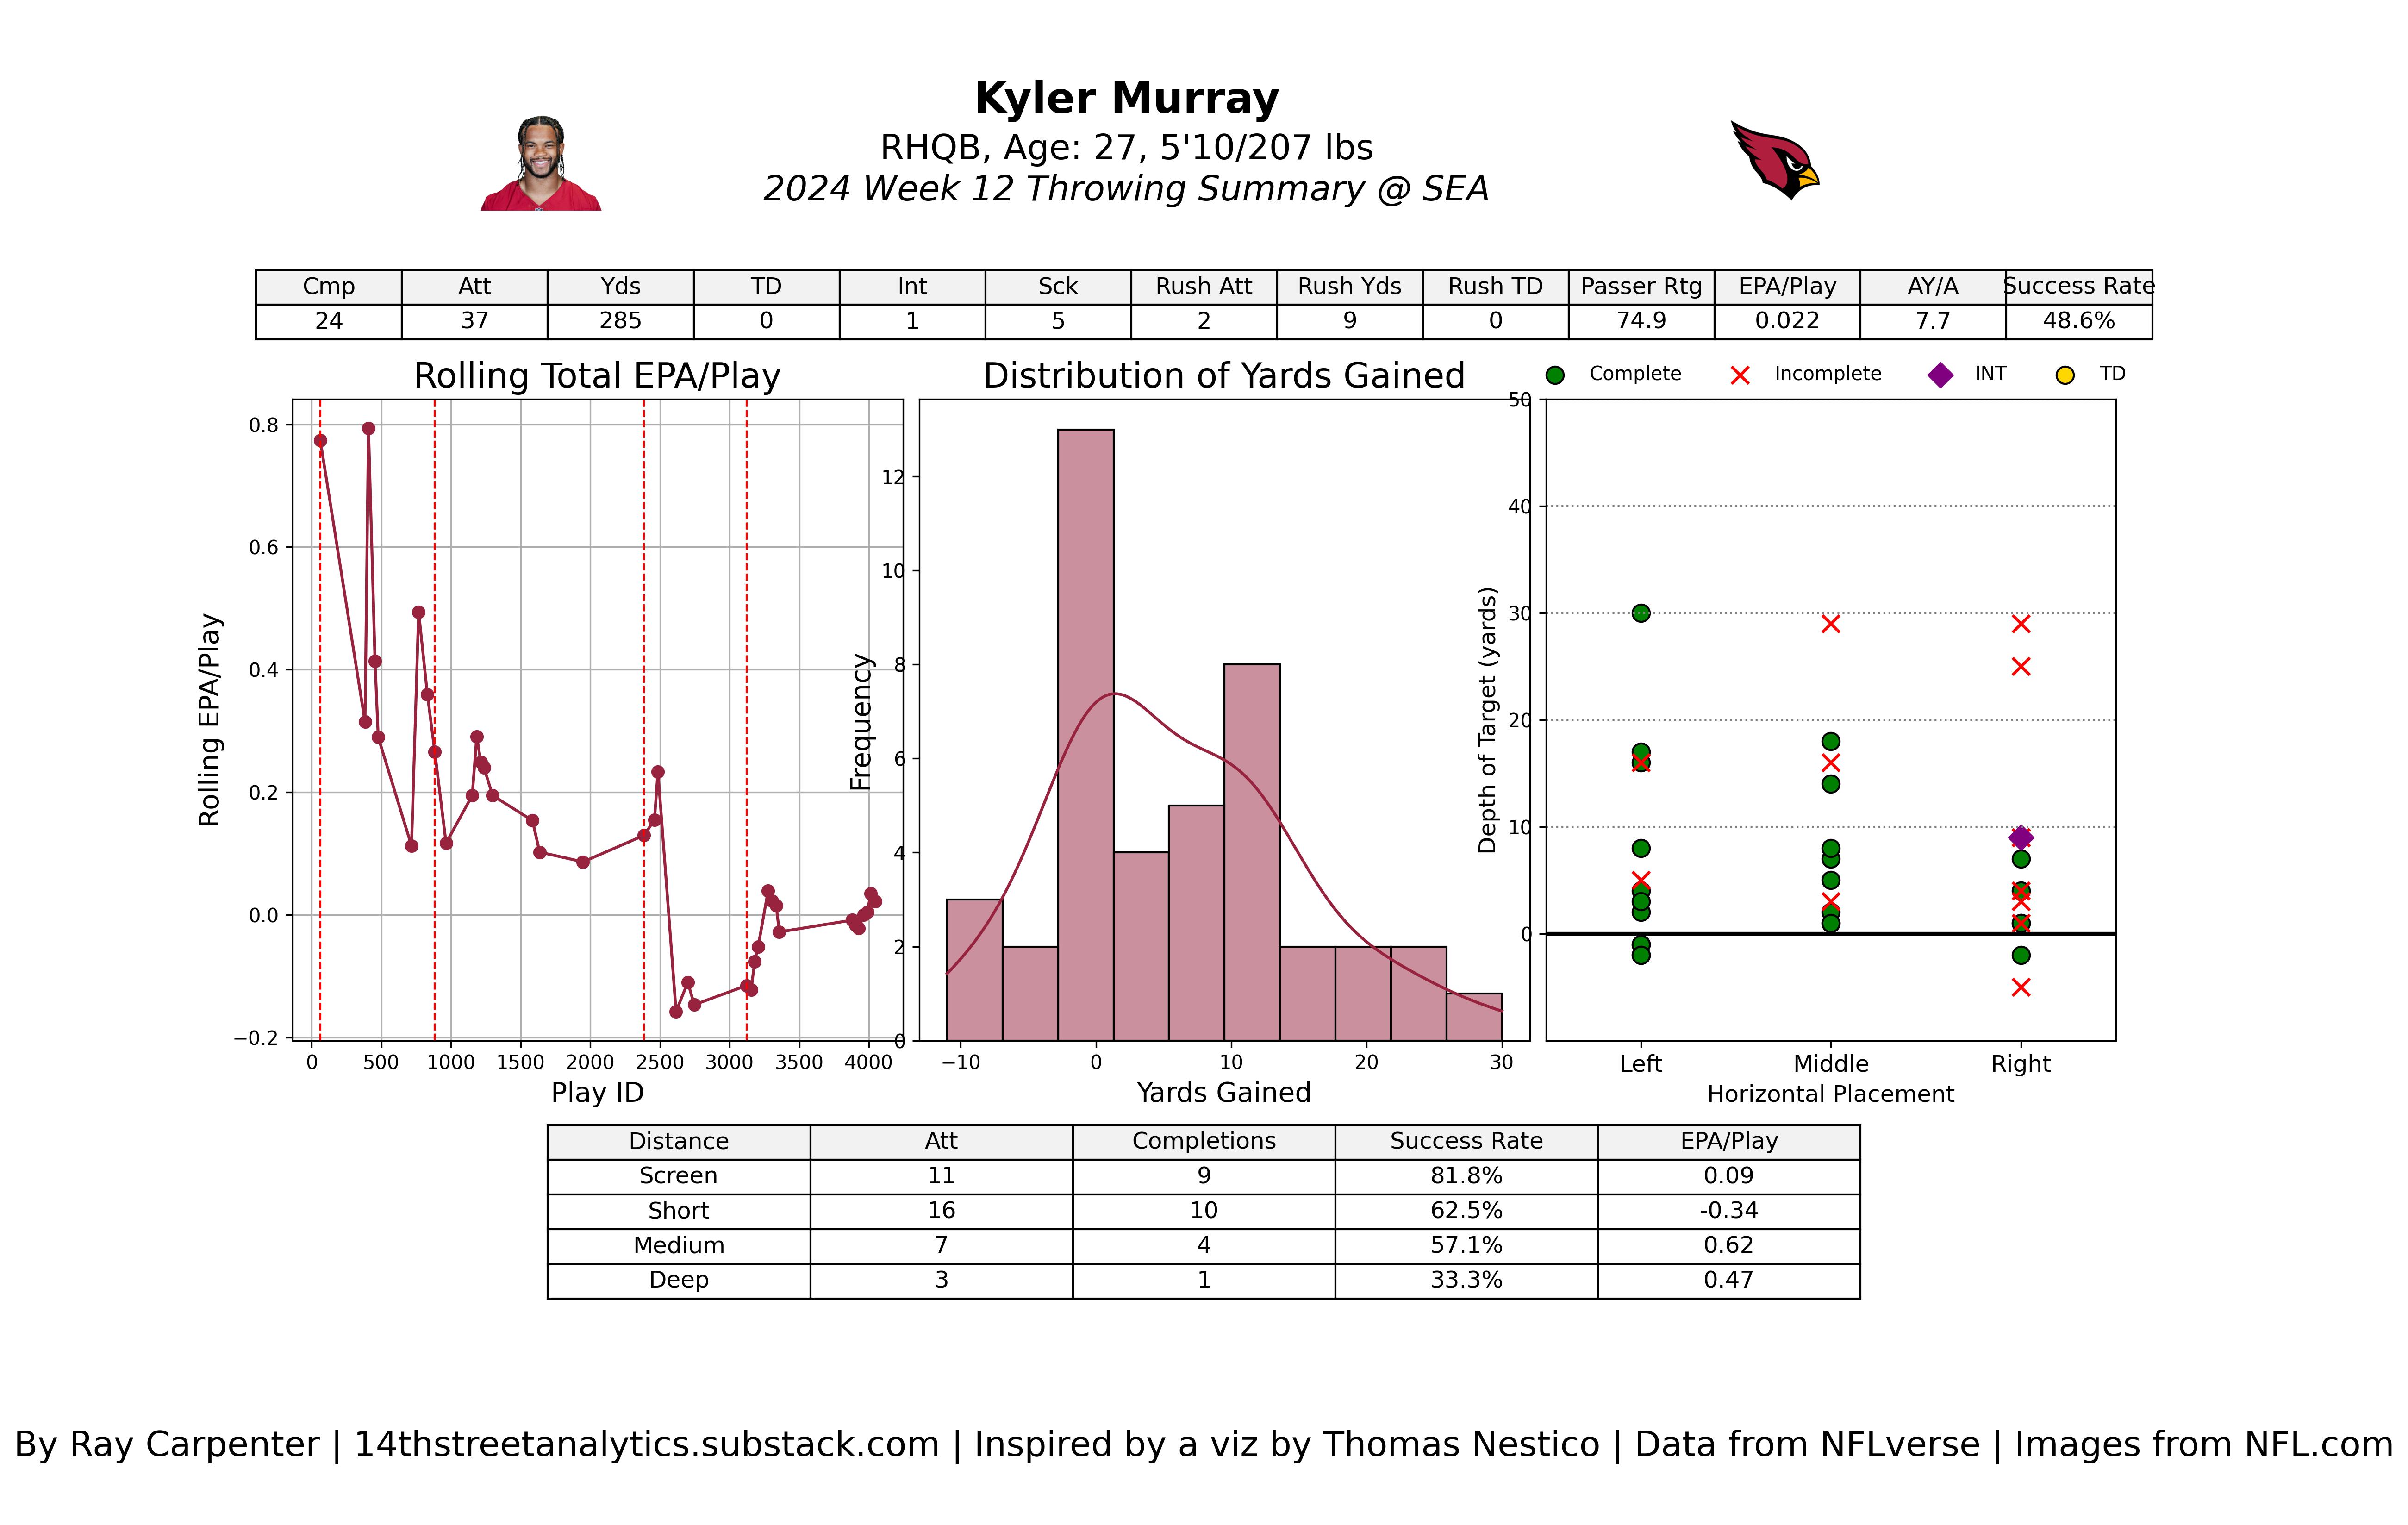 Kyler Murray
RHQB, Age: 27, 5'10/207 lbs
2024 Week 12 Throwing Summary @ SEA
Cmp Att Yds TD Int Sck Rush Att Rush Yds Rush TD Passer Rtg EPA/Play AY/A Success Rate
24 37 285 0 1 5 2 9 0 74.9 0.022 7.7 48.6%
Rolling Total EPA/Play
0.8
0.6
0.4
0.2
0.0
−0.2
Rolling EPA/Play
0 500 1000 1500 2000 2500 3000 3500 4000
Play ID
Distribution of Yards Gained
12
10
8
6
4
2
0
Frequency
−10 0 10 20 30
Yards Gained
Complete Incomplete INT TD
50
40
30
20
10
0
Depth of Target (yards)
Left Middle Right
Horizontal Placement
Distance Att Completions Success Rate EPA/Play
Screen 11 9 81.8% 0.09
Short 16 10 62.5% -0.34
Medium 7 4 57.1% 0.62
Deep 3 1 33.3% 0.47
By Ray Carpenter | 14thstreetanalytics.substack.com | Inspired by a viz by Thomas Nestico | Data from NFLverse | Images from NFL.com